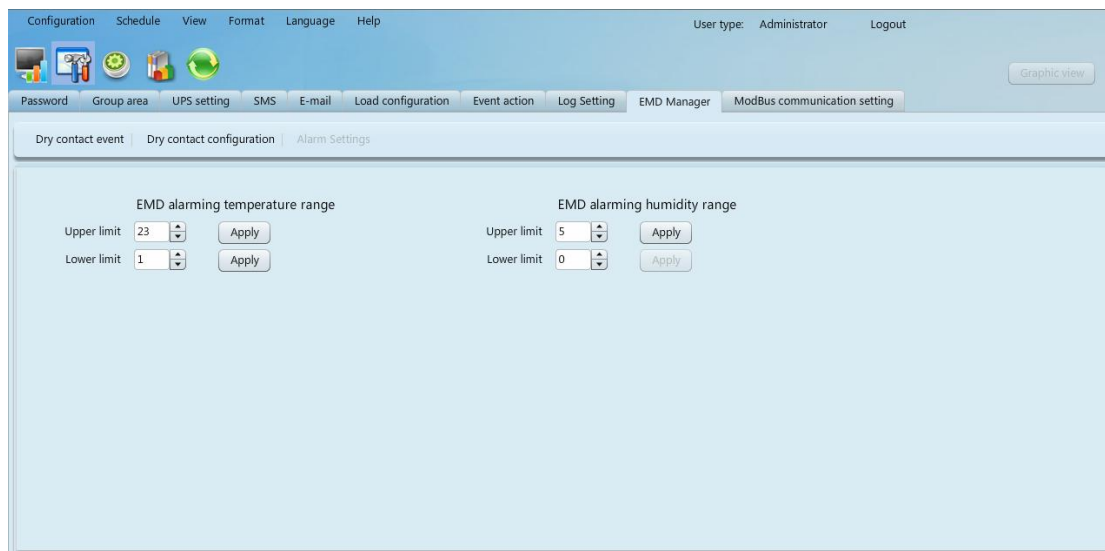 Configuration Schedule View Format Language Help User type: Administrator Logout
Graphic view
Password Group area UPS setting SMS E-mail Load configuration Event action Log Setting EMD Manager ModBus communication setting
Dry contact event Dry contact configuration Alarm Settings
EMD alarming temperature range EMD alarming humidity range
Upper limit 23 Apply Upper limit 5 Apply
Lower limit 1 Apply Lower limit 0 Apply